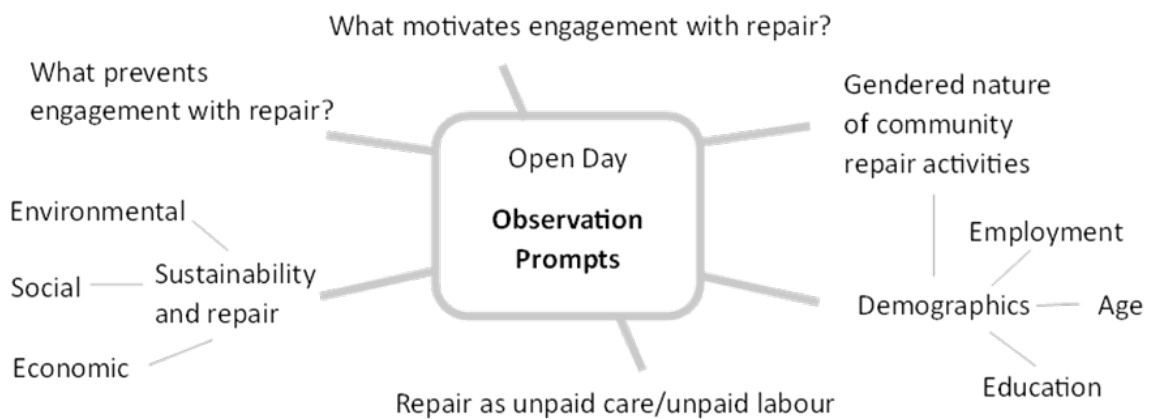 What motivates engagement with repair?
What prevents
engagement with repair?
Gendered nature
of community
repair activities
Open Day
Observation
Prompts
Environmental
Social
Economic
Sustainability
and repair
Employment
Demographics
Age
Education
Repair as unpaid care/unpaid labour